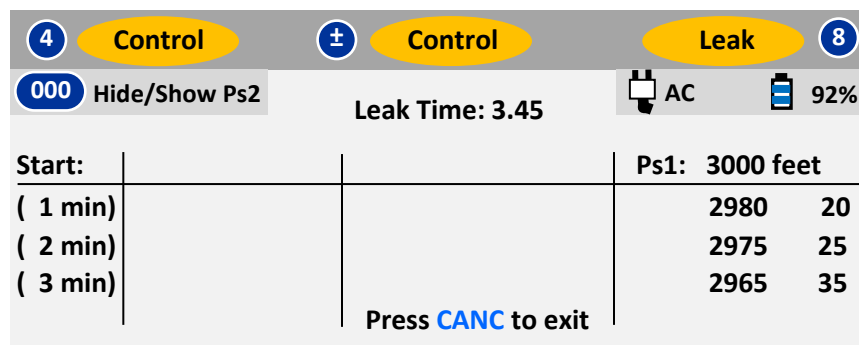 4 Control ± Control Leak 8
000 Hide/Show Ps2 Leak Time: 3.45 AC 92%
Start: Ps1: 3000 feet
( 1 min) 2980 20
( 2 min) 2975 25
( 3 min) 2965 35
Press CANC to exit